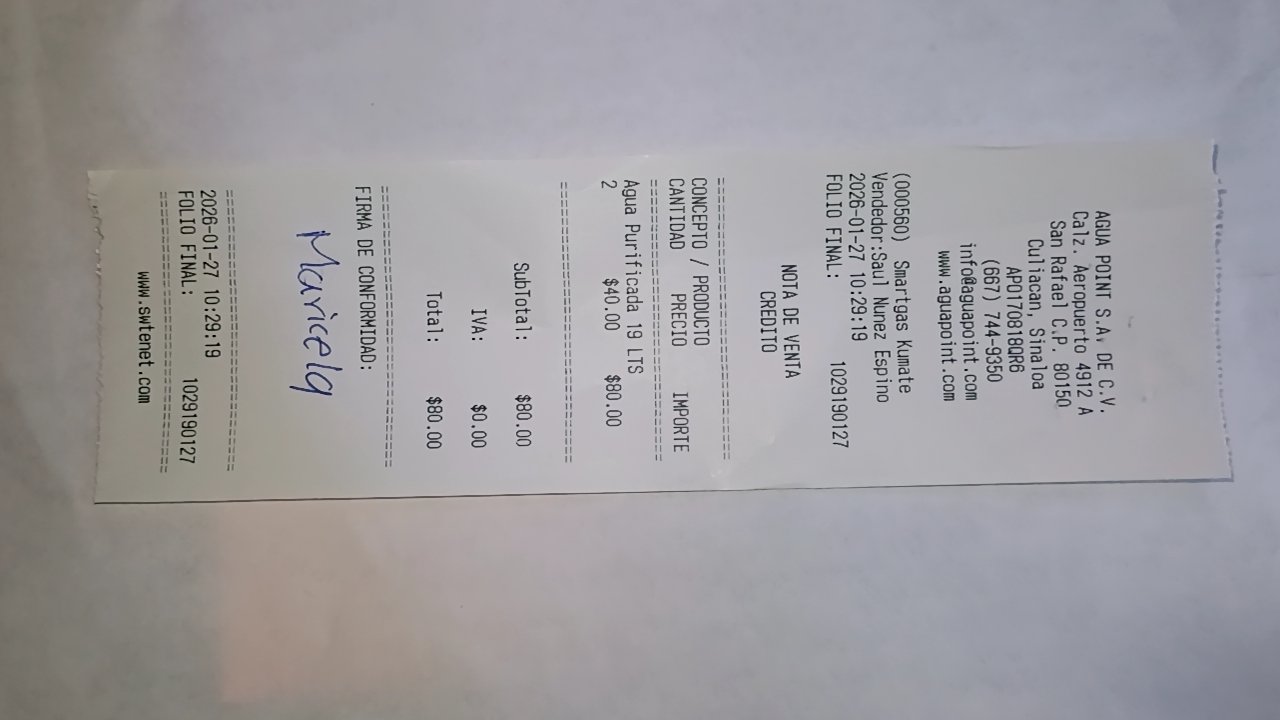 AGUA POINT S.A. DE C.V.
Calz. Aeropuerto 4912 A
San Rafael C.P. 80150
Culiacan, Sinaloa
APO170818QR6
(667) 744-9350
info@aguapoint.com
www.aguapoint.com
(000560) Smartgas Kumate
Vendedor:Saul Nunez Espino
2026-01-27 10:29:19
FOLIO FINAL: 1029190127
NOTA DE VENTA
CREDITO
CONCEPTO / PRODUCTO
CANTIDAD PRECIO IMPORTE
Agua Purificada 19 LTS
2 $40.00 $80.00
SubTotal: $80.00
IVA: $0.00
Total: $80.00
FIRMA DE CONFORMIDAD:
Maricela
2026-01-27 10:29:19
FOLIO FINAL: 1029190127
www.swtenet.com